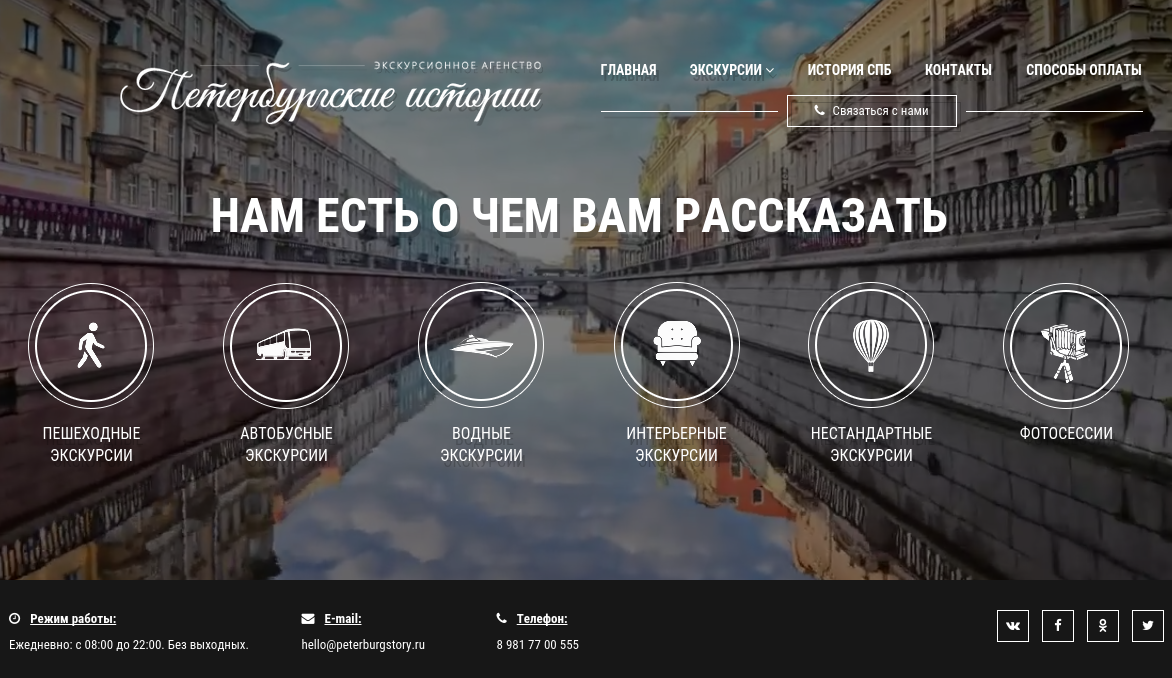 ЭКСКУРСИОННОЕ АГЕНТСТВО
Петербургские истории
ГЛАВНАЯ ЭКСКУРСИИ ИСТОРИЯ СПБ КОНТАКТЫ СПОСОБЫ ОПЛАТЫ
Связаться с нами
НАМ ЕСТЬ О ЧЕМ ВАМ РАССКАЗАТЬ
ПЕШЕХОДНЫЕ
ЭКСКУРСИИ
АВТОБУСНЫЕ
ЭКСКУРСИИ
ВОДНЫЕ
ЭКСКУРСИИ
ИНТЕРЬЕРНЫЕ
ЭКСКУРСИИ
НЕСТАНДАРТНЫЕ
ЭКСКУРСИИ
ФОТОСЕССИИ
Режим работы:
Ежедневно: с 08:00 до 22:00. Без выходных.
E-mail:
hello@peterburgstory.ru
Телефон:
8 981 77 00 555